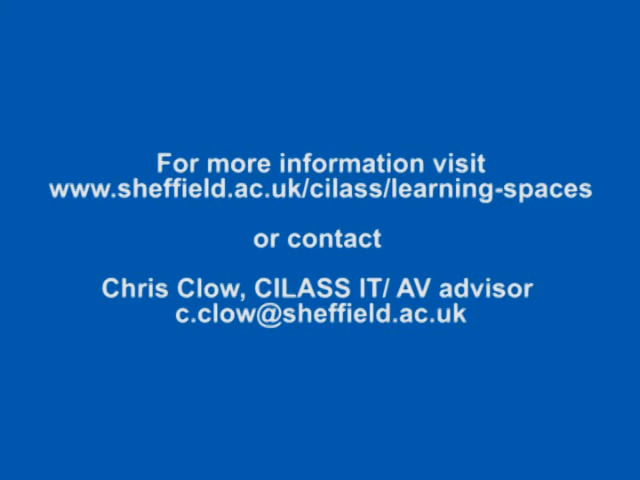 For more information visit
www.sheffield.ac.uk/cilass/learning-spaces
or contact
Chris Clow, CILASS IT/ AV advisor
c.clow@sheffield.ac.uk